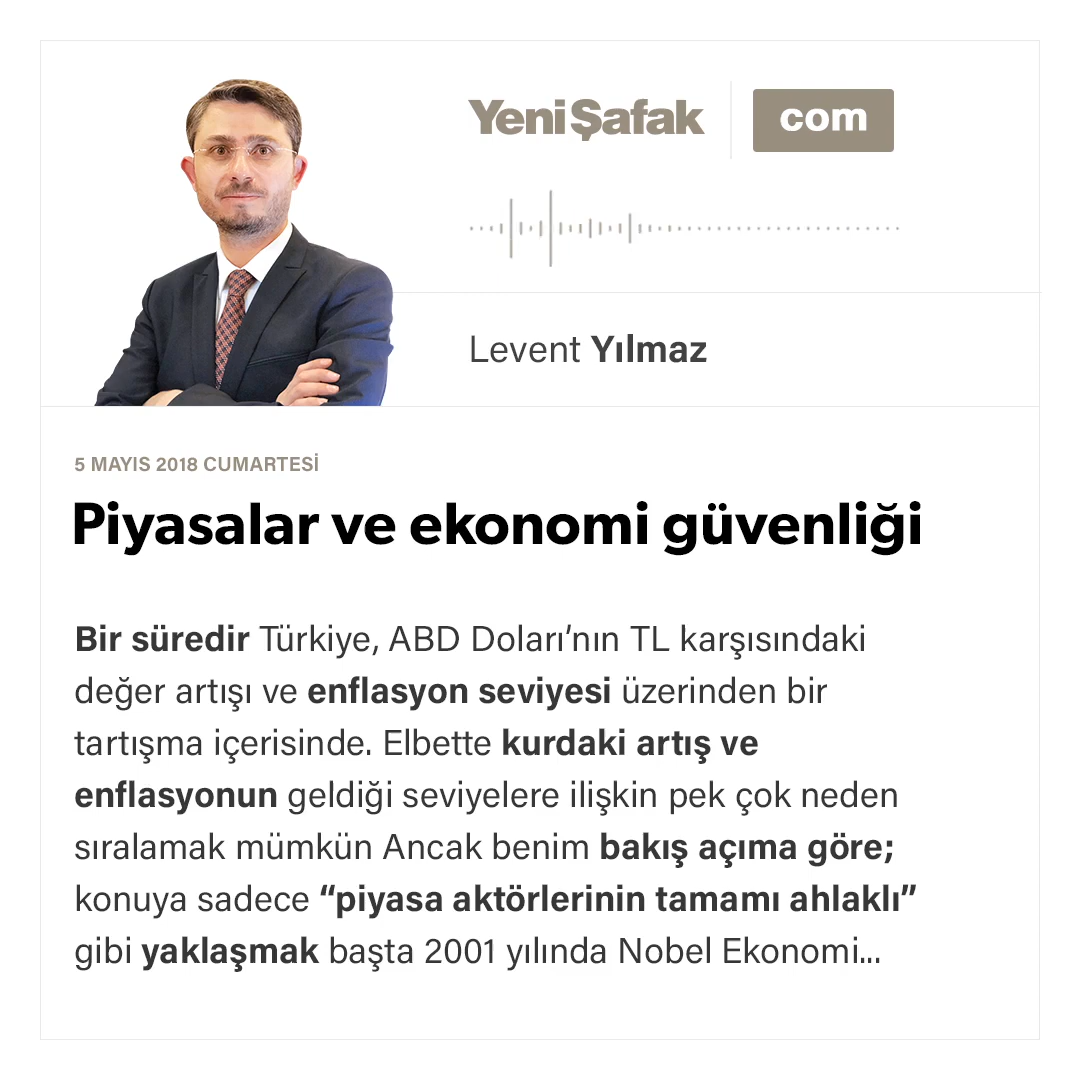 YeniŞafak com
Levent Yılmaz
5 MAYIS 2018 CUMARTESİ
Piyasalar ve ekonomi güvenliği
Bir süredir Türkiye, ABD Doları’nın TL karşısındaki
değer artışı ve enflasyon seviyesi üzerinden bir
tartışma içerisinde. Elbette kurdaki artış ve
enflasyonun geldiği seviyelere ilişkin pek çok neden
sıralamak mümkün Ancak benim bakış açıma göre;
konuya sadece “piyasa aktörlerinin tamamı ahlaklı”
gibi yaklaşmak başta 2001 yılında Nobel Ekonomi...